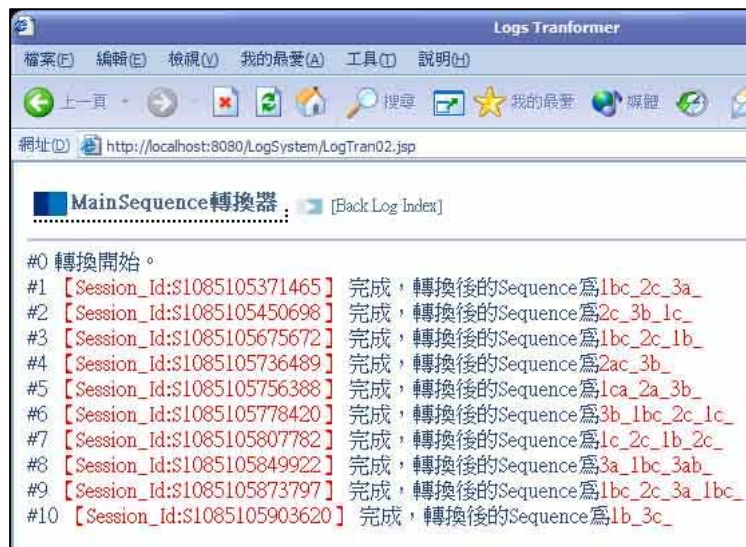 Logs Tranformer
檔案(F) 編輯(E) 檢視(V) 我的最愛(A) 工具(T) 說明(H)
上一頁 搜尋 我的最愛 媒體
網址(D) http://localhost:8080/LogSystem/LogTran02.jsp
MainSequence轉換器 [Back Log Index]
#0 轉換開始。
#1 【Session_Id:S1085105371465】 完成，轉換後的Sequence為1bc_2c_3a_
#2 【Session_Id:S1085105450698】 完成，轉換後的Sequence為2c_3b_1c_
#3 【Session_Id:S1085105675672】 完成，轉換後的Sequence為1bc_2c_1b_
#4 【Session_Id:S1085105736489】 完成，轉換後的Sequence為2ac_3b_
#5 【Session_Id:S1085105756388】 完成，轉換後的Sequence為1ca_2a_3b_
#6 【Session_Id:S1085105778420】 完成，轉換後的Sequence為3b_1bc_2c_1c_
#7 【Session_Id:S1085105807782】 完成，轉換後的Sequence為1c_2c_1b_2c_
#8 【Session_Id:S1085105849922】 完成，轉換後的Sequence為3a_1bc_3ab_
#9 【Session_Id:S1085105873797】 完成，轉換後的Sequence為1bc_2c_3a_1bc_
#10 【Session_Id:S1085105903620】 完成，轉換後的Sequence為1b_3c_